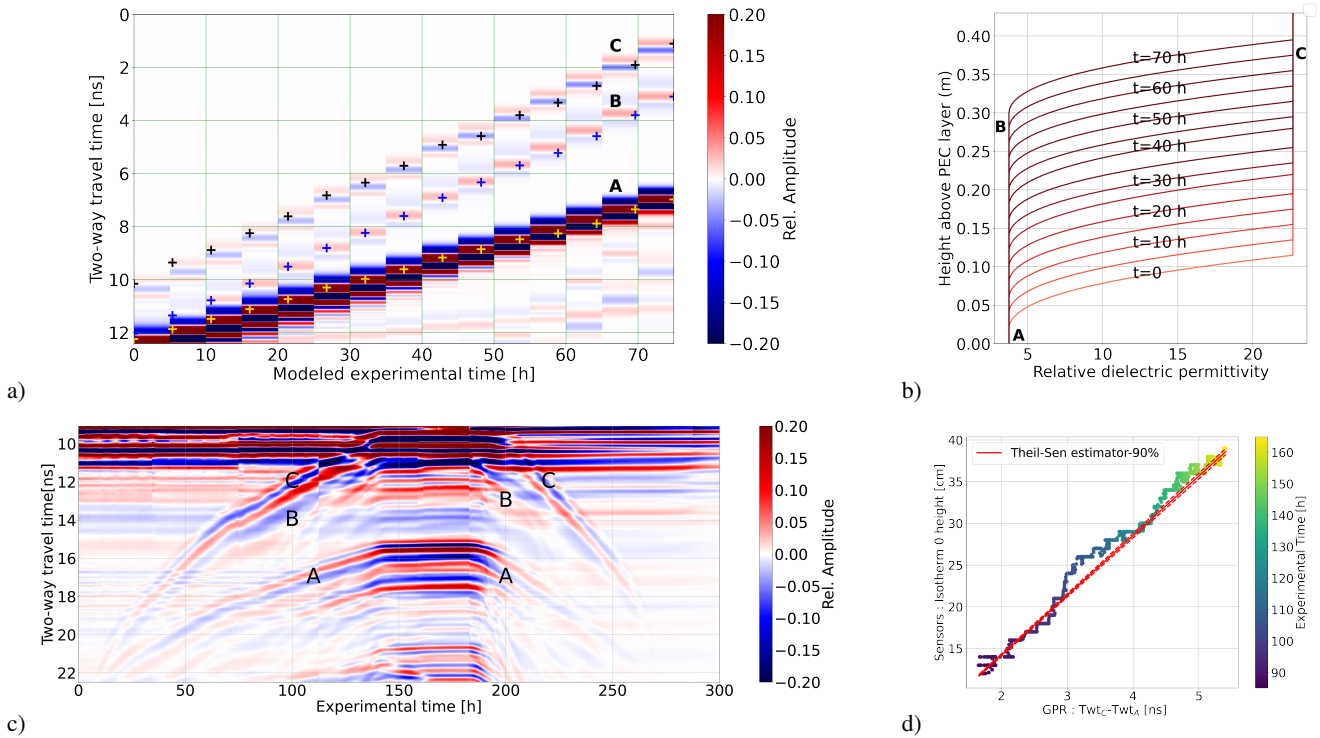 0
2
4
6
8
10
12
Two-way travel time [ns]
C
B
A
0 10 20 30 40 50 60 70
Modeled experimental time [h]
0.20
0.15
0.10
0.05
0.00
−0.05
−0.10
−0.15
−0.20
Rel. Amplitude
a)
0.40
0.35
0.30
0.25
0.20
0.15
0.10
0.05
0.00
Height above PEC layer (m)
t=70 h
t=60 h
t=50 h
t=40 h
t=30 h
t=20 h
t=10 h
t=0
C
B
A
5 10 15 20
Relative dielectric permittivity
b)
10
12
14
16
18
20
22
Two-way travel time[ns]
C
B
A
C
B
A
0 50 100 150 200 250 300
Experimental time [h]
0.20
0.15
0.10
0.05
0.00
−0.05
−0.10
−0.15
−0.20
Rel. Amplitude
c)
40
35
30
25
20
15
Sensors : Isotherm 0 height [cm]
Theil-Sen estimator-90%
2 3 4 5
GPR : Twt_C-Twt_A [ns]
160
150
140
130
120
110
100
90
Experimental Time [h]
d)